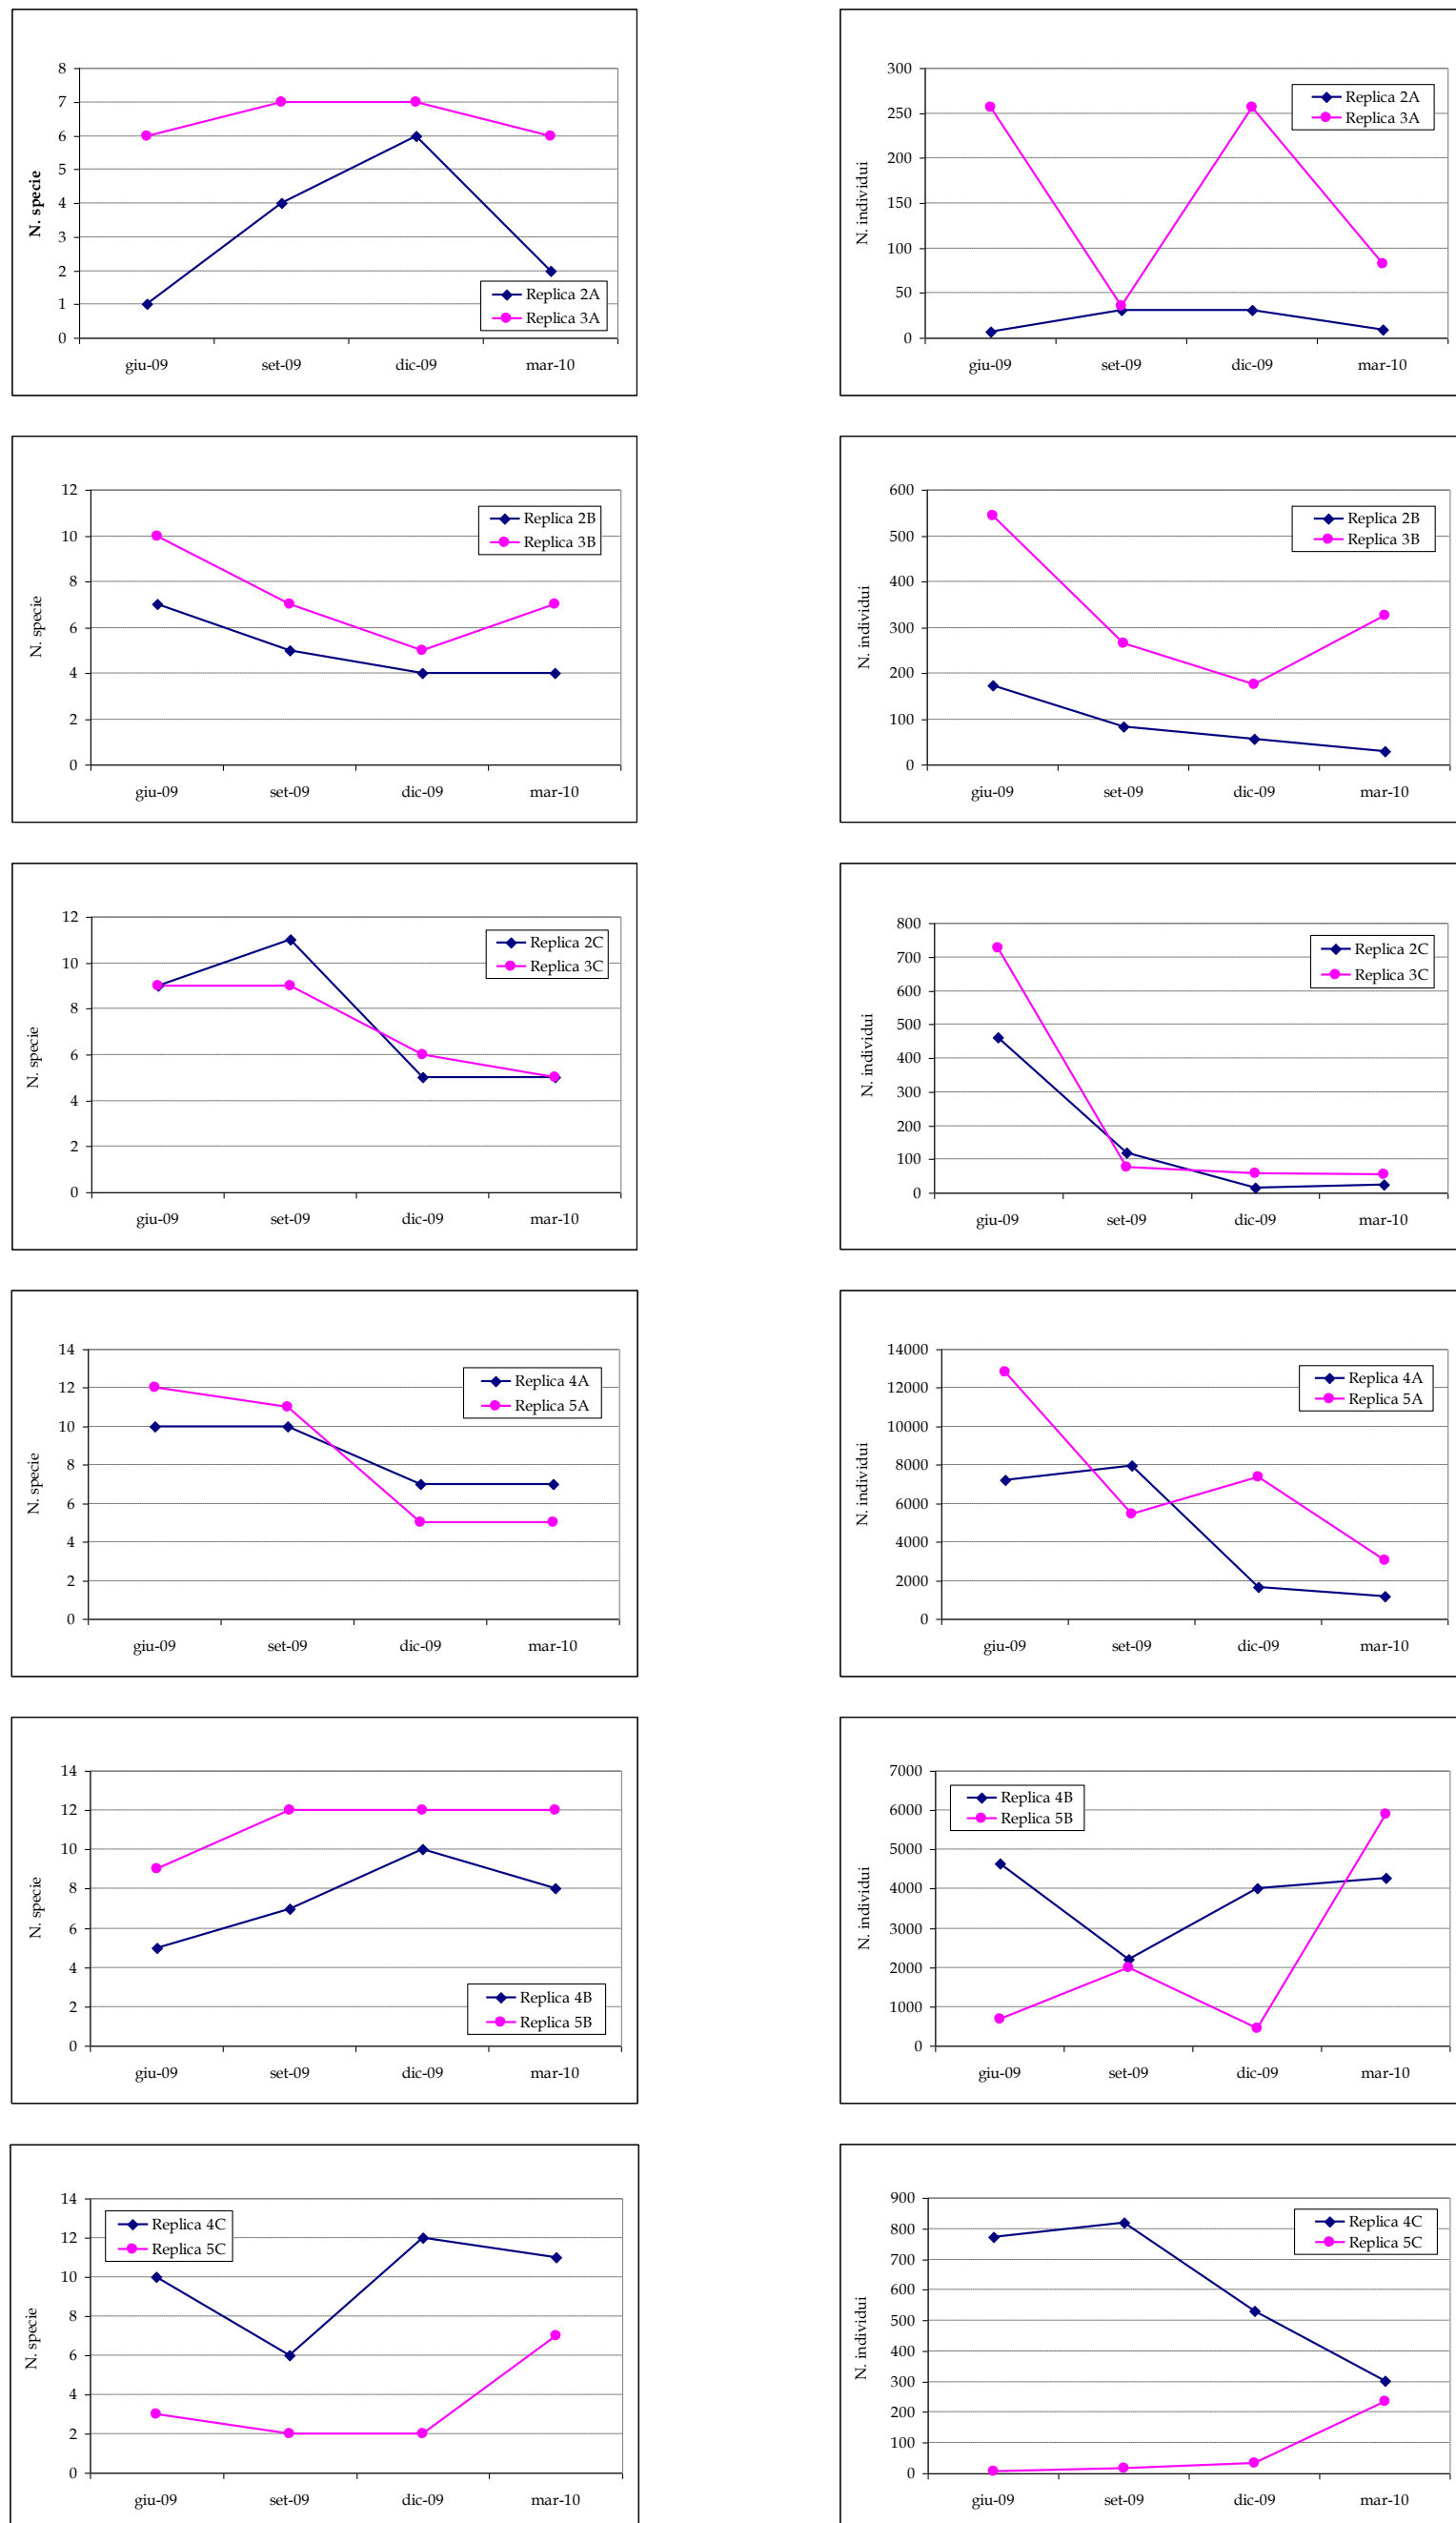 8
7
6
5
4
3
2
1
0
N. specie
Replica 2A
Replica 3A
giu-09 set-09 dic-09 mar-10
300
250
200
150
100
50
0
N. individui
Replica 2A
Replica 3A
giu-09 set-09 dic-09 mar-10
12
10
8
6
4
2
0
N. specie
Replica 2B
Replica 3B
giu-09 set-09 dic-09 mar-10
600
500
400
300
200
100
0
N. individui
Replica 2B
Replica 3B
giu-09 set-09 dic-09 mar-10
12
10
8
6
4
2
0
N. specie
Replica 2C
Replica 3C
giu-09 set-09 dic-09 mar-10
800
700
600
500
400
300
200
100
0
N. individui
Replica 2C
Replica 3C
giu-09 set-09 dic-09 mar-10
14
12
10
8
6
4
2
0
N. specie
Replica 4A
Replica 5A
giu-09 set-09 dic-09 mar-10
14000
12000
10000
8000
6000
4000
2000
0
N. individui
Replica 4A
Replica 5A
giu-09 set-09 dic-09 mar-10
14
12
10
8
6
4
2
0
N. specie
Replica 4B
Replica 5B
giu-09 set-09 dic-09 mar-10
7000
6000
5000
4000
3000
2000
1000
0
N. individui
Replica 4B
Replica 5B
giu-09 set-09 dic-09 mar-10
14
12
10
8
6
4
2
0
N. specie
Replica 4C
Replica 5C
giu-09 set-09 dic-09 mar-10
900
800
700
600
500
400
300
200
100
0
N. individui
Replica 4C
Replica 5C
giu-09 set-09 dic-09 mar-10